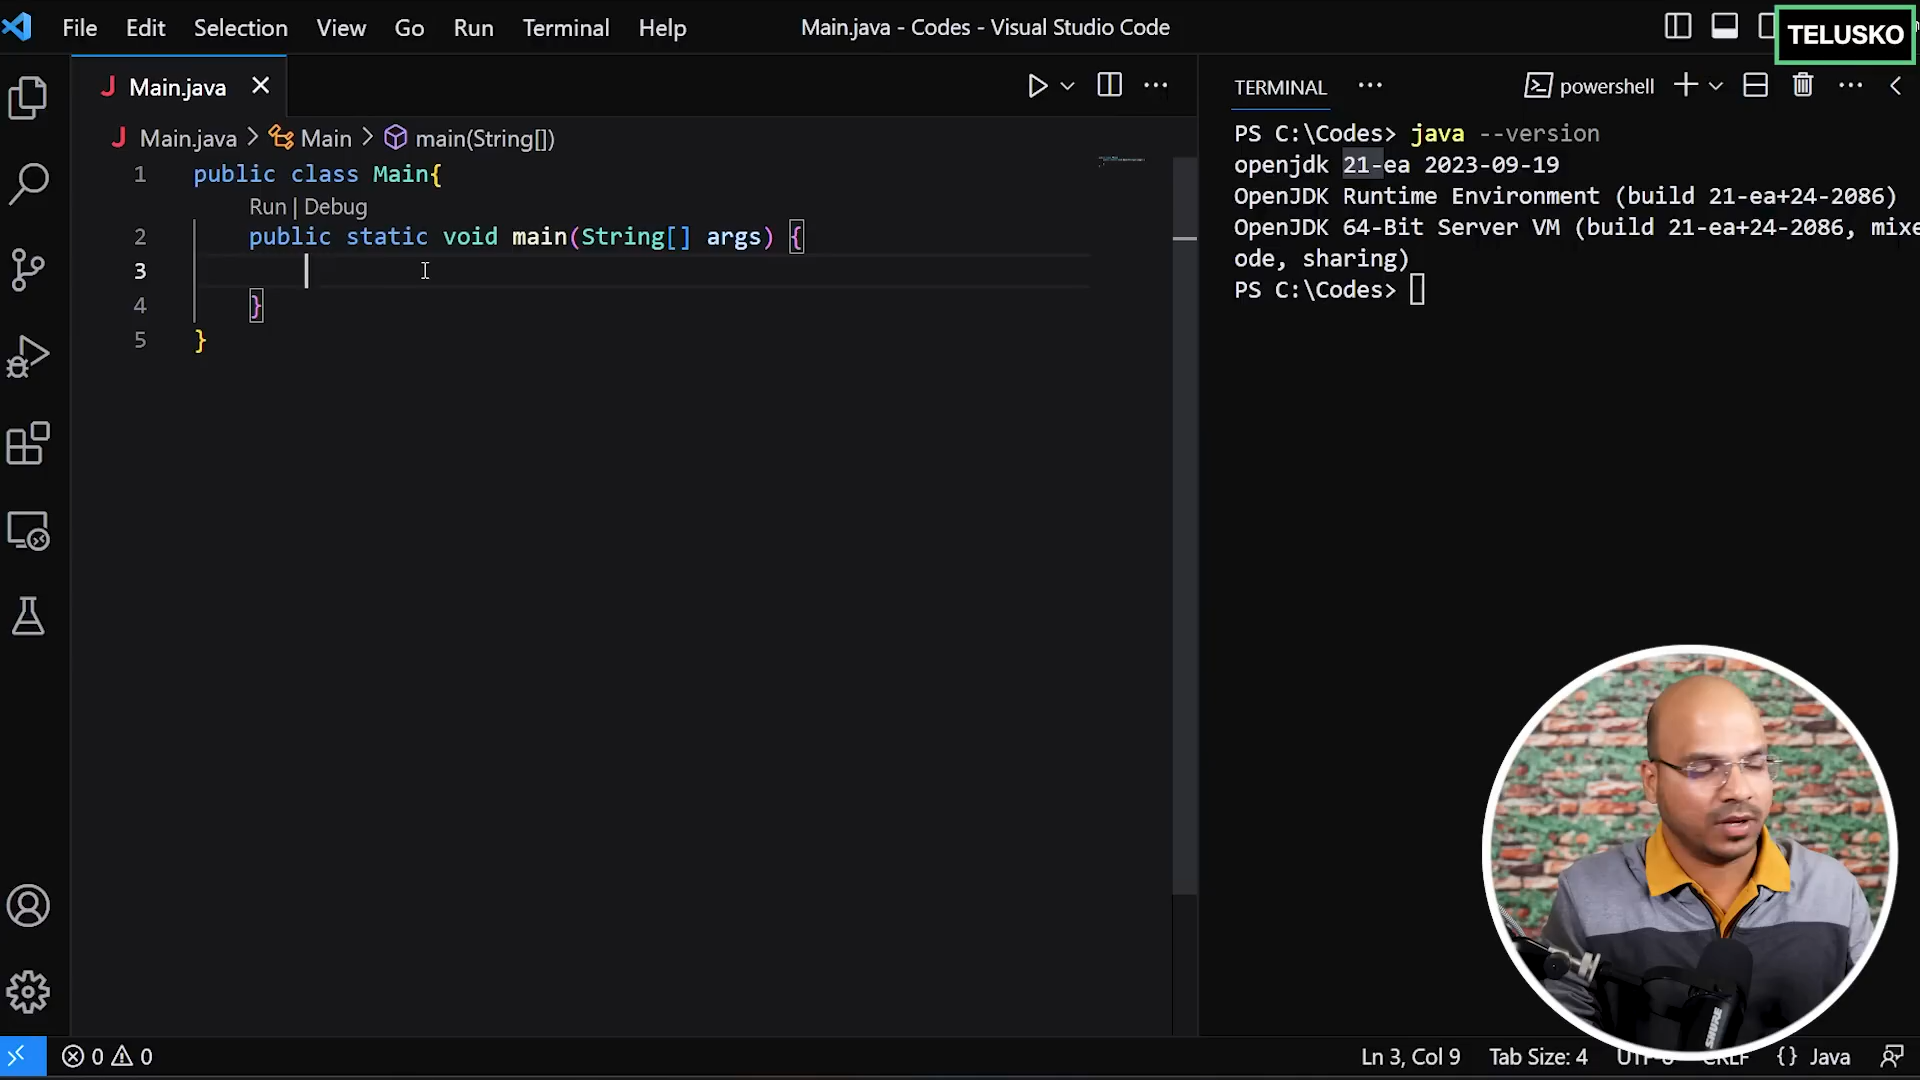 File Edit Selection View Go Run Terminal Help
Main.java - Codes - Visual Studio Code
TELUSKO
J Main.java
TERMINAL
powershell
J Main.java > Main > main(String[])
1 public class Main{
Run | Debug
2 public static void main(String[] args) {
3
4 }
5 }
PS C:\Codes> java --version
openjdk 21-ea 2023-09-19
OpenJDK Runtime Environment (build 21-ea+24-2086)
OpenJDK 64-Bit Server VM (build 21-ea+24-2086, mixe
ode, sharing)
PS C:\Codes>
SHURE
0 0
Ln 3, Col 9 Tab Size: 4 CRLF {} Java